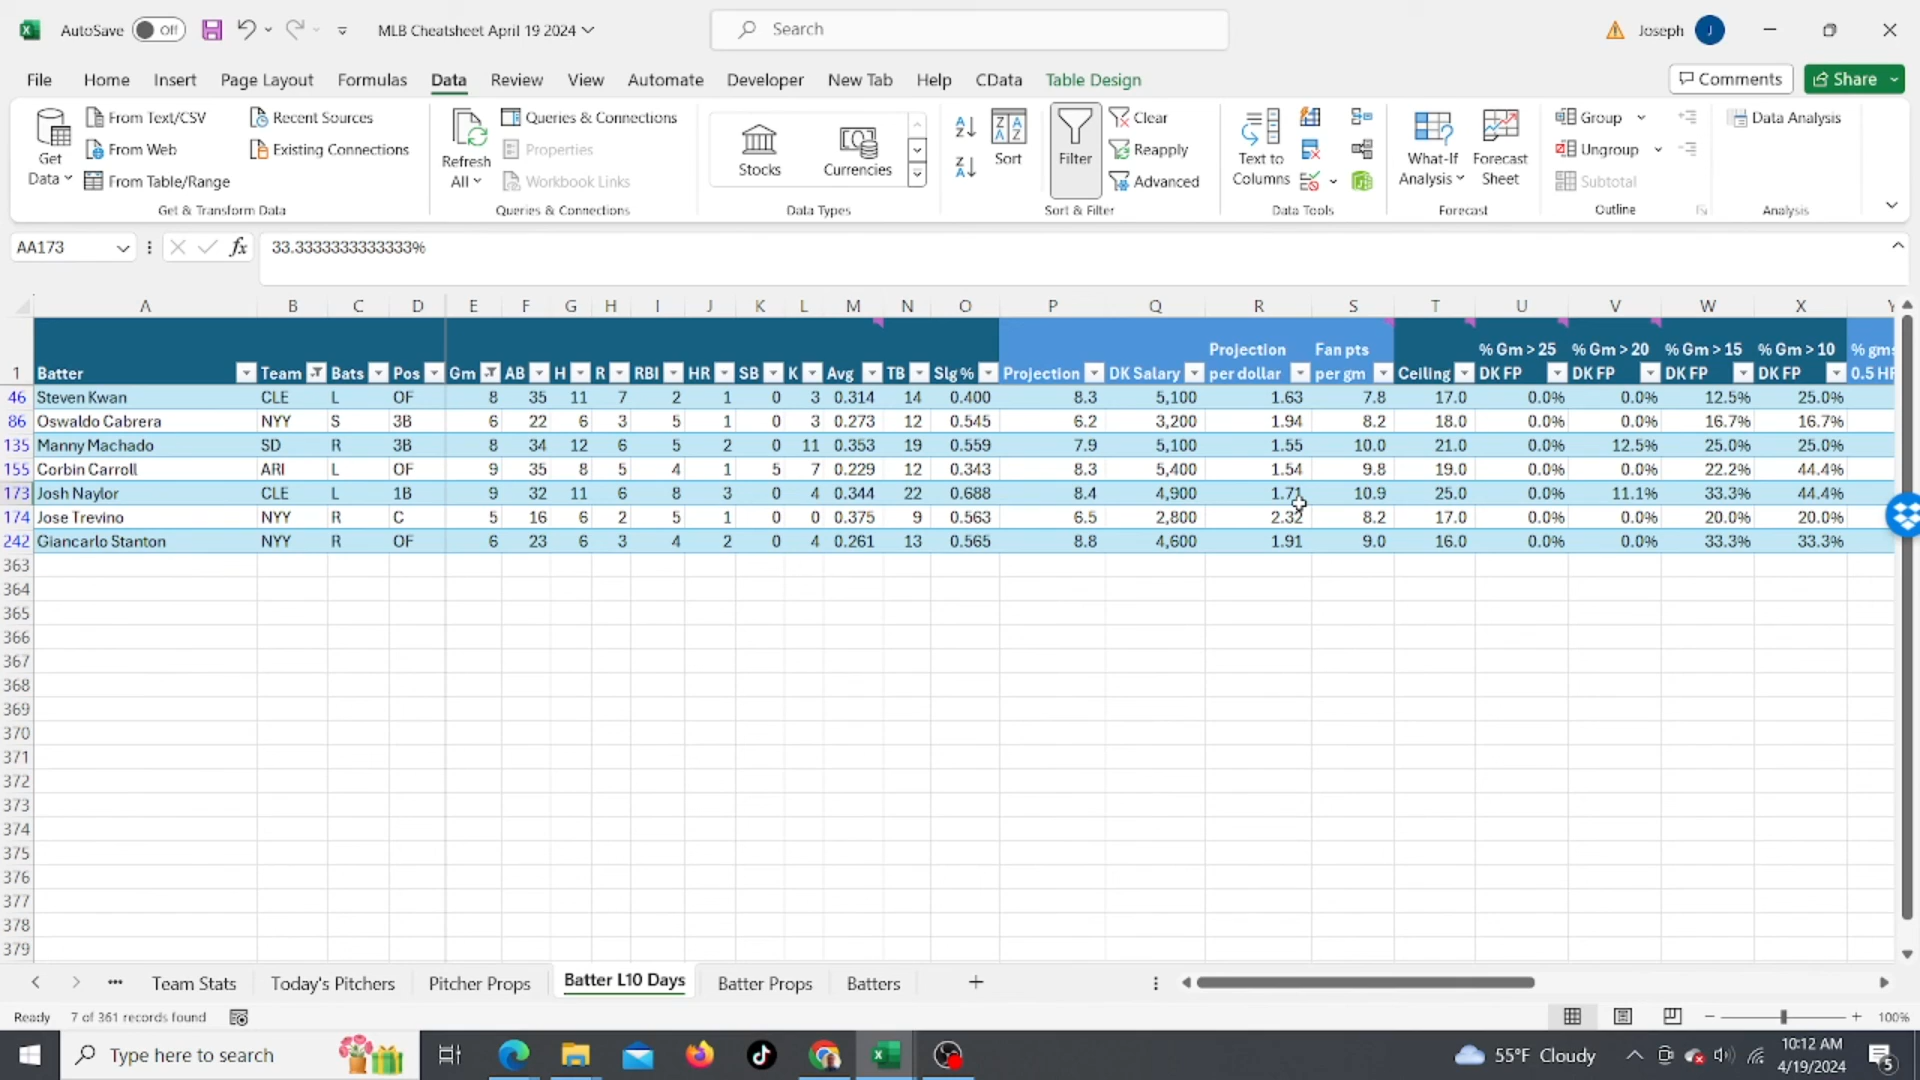 AutoSave Off MLB Cheatsheet April 19 2024 Search Joseph J
File Home Insert Page Layout Formulas Data Review View Automate Developer New Tab Help CData Table Design Comments Share
Get Data From Text/CSV From Web From Table/Range Recent Sources Existing Connections
Refresh All Queries & Connections Properties Workbook Links
Stocks Currencies
Sort Filter Clear Reapply Advanced
Text to Columns What-If Analysis Forecast Sheet
Group Ungroup Subtotal Data Analysis
Get & Transform Data Queries & Connections Data Types Sort & Filter Data Tools Forecast Outline Analysis
AA173 fx 33.33333333333333%
A B C D E F G H I J K L M N O P Q R S T U V W X Y
Projection Fan pts % Gm > 25 % Gm > 20 % Gm > 15 % Gm > 10 % gms
1 Batter Team Bats Pos Gm AB H R RBI HR SB K Avg TB Slg % Projection DK Salary per dollar per gm Ceiling DK FP DK FP DK FP DK FP 0.5 HR
46 Steven Kwan CLE L OF 8 35 11 7 2 1 0 3 0.314 14 0.400 8.3 5,100 1.63 7.8 17.0 0.0% 0.0% 12.5% 25.0%
86 Oswaldo Cabrera NYY S 3B 6 22 6 3 5 1 0 3 0.273 12 0.545 6.2 3,200 1.94 8.2 18.0 0.0% 0.0% 16.7% 16.7%
135 Manny Machado SD R 3B 8 34 12 6 5 2 0 11 0.353 19 0.559 7.9 5,100 1.55 10.0 21.0 0.0% 12.5% 25.0% 25.0%
155 Corbin Carroll ARI L OF 9 35 8 5 4 1 5 7 0.229 12 0.343 8.3 5,400 1.54 9.8 19.0 0.0% 0.0% 22.2% 44.4%
173 Josh Naylor CLE L 1B 9 32 11 6 8 3 0 4 0.344 22 0.688 8.4 4,900 1.71 10.9 25.0 0.0% 11.1% 33.3% 44.4%
174 Jose Trevino NYY R C 5 16 6 2 5 1 0 0 0.375 9 0.563 6.5 2,800 2.32 8.2 17.0 0.0% 0.0% 20.0% 20.0%
242 Giancarlo Stanton NYY R OF 6 23 6 3 4 2 0 4 0.261 13 0.565 8.8 4,600 1.91 9.0 16.0 0.0% 0.0% 33.3% 33.3%
363
364
365
366
367
368
369
370
371
372
373
374
375
376
377
378
379
Team Stats Today's Pitchers Pitcher Props Batter L10 Days Batter Props Batters
Ready 7 of 361 records found 100%
Type here to search 55°F Cloudy 10:12 AM
4/19/2024 5